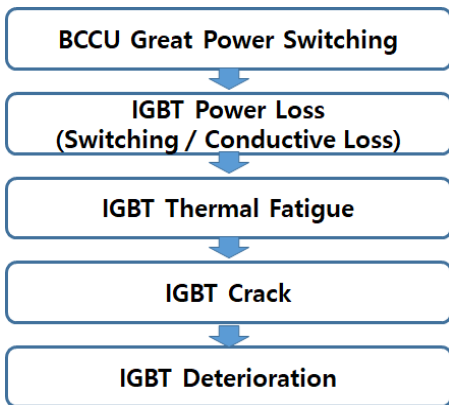 BCCU Great Power Switching
IGBT Power Loss
(Switching / Conductive Loss)
IGBT Thermal Fatigue
IGBT Crack
IGBT Deterioration